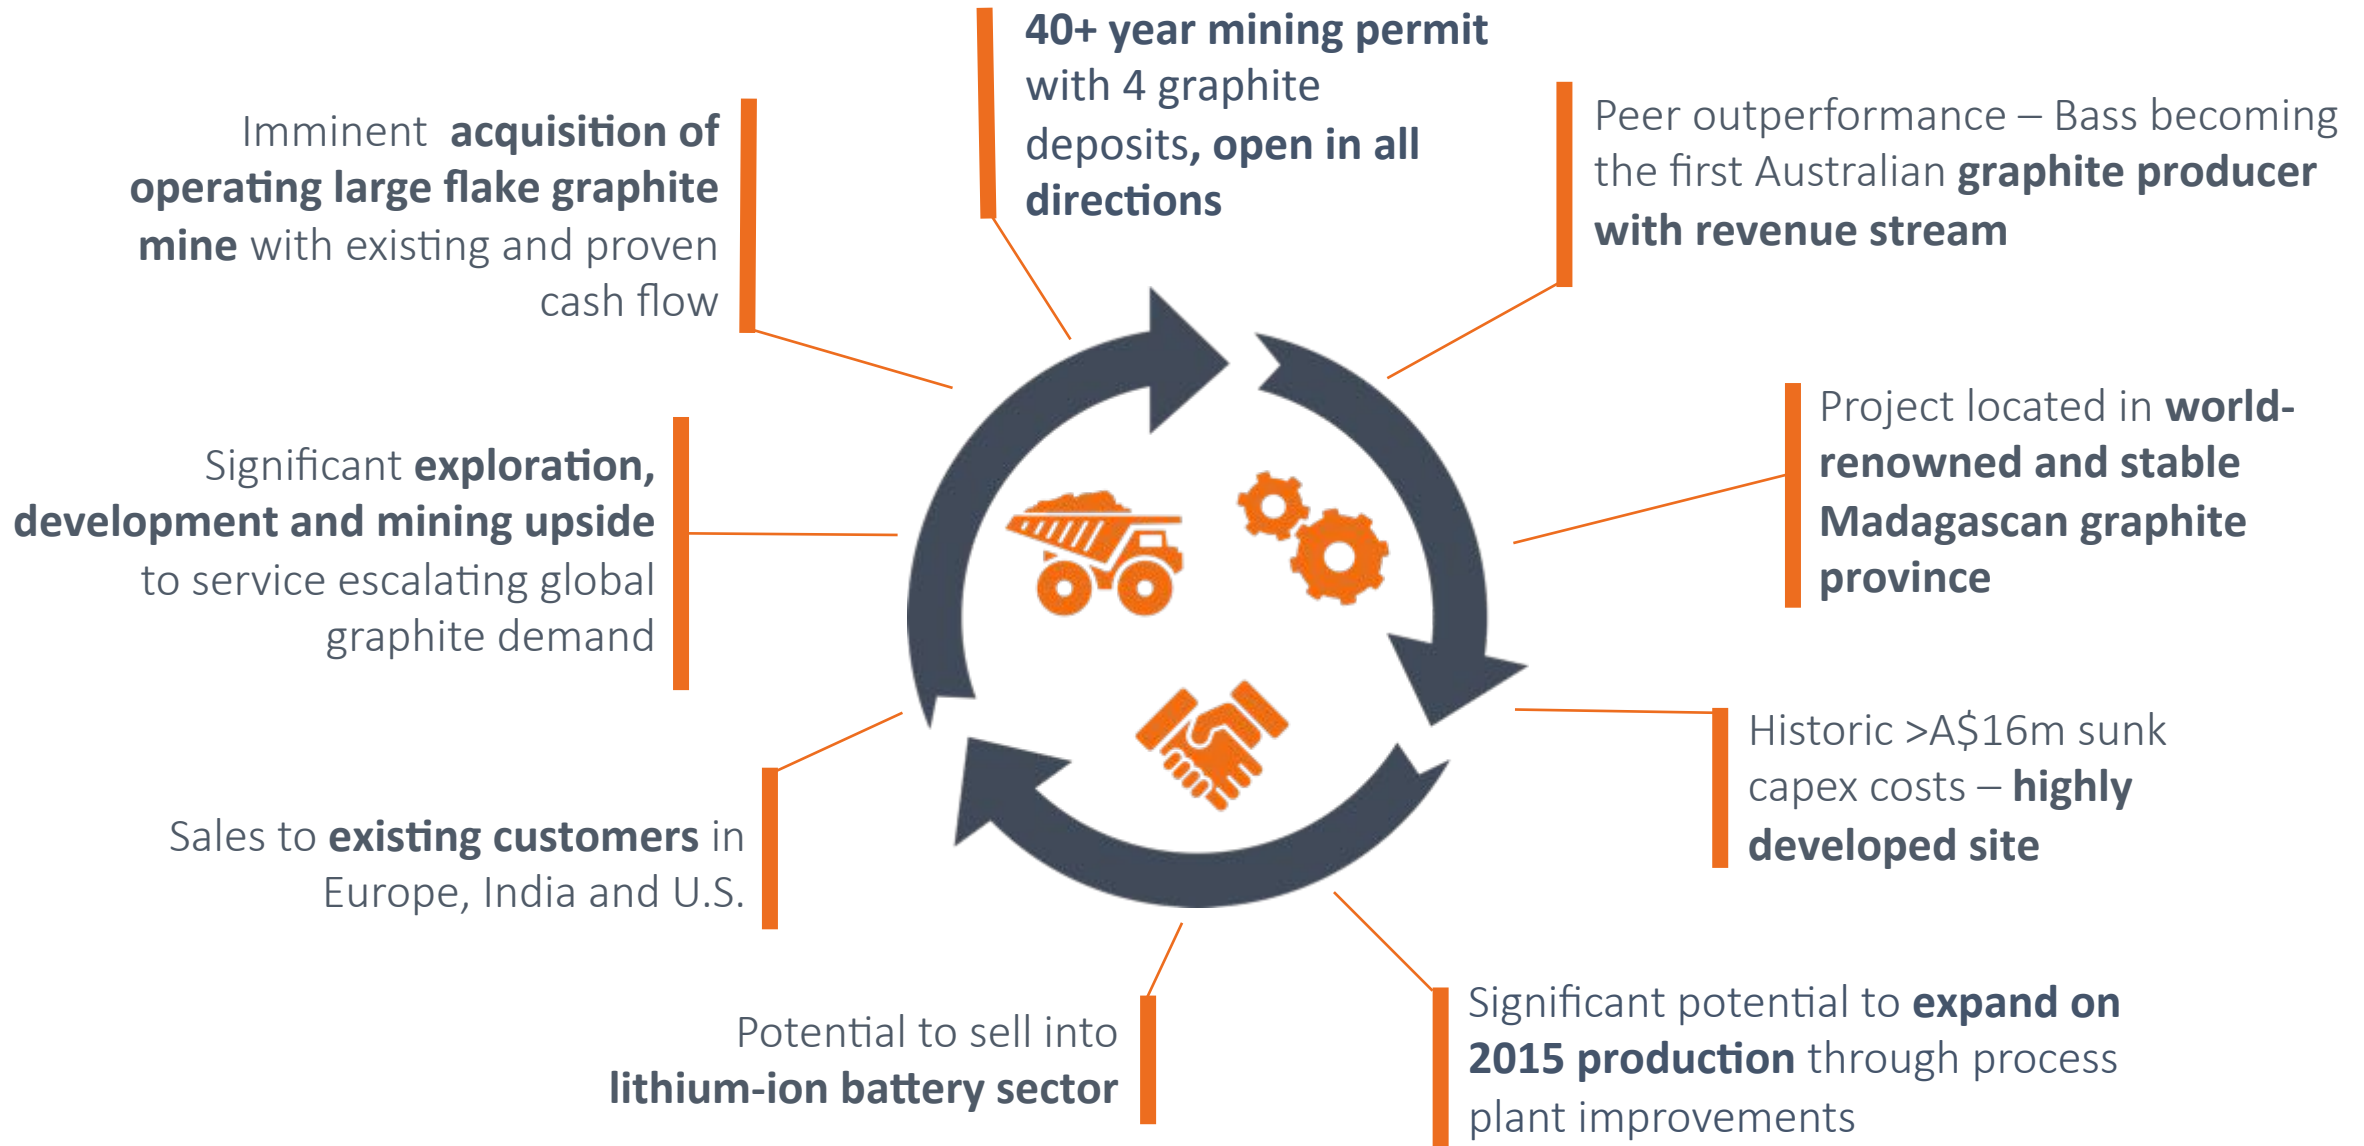 40+ year mining permit
with 4 graphite
deposits, open in all
directions
Peer outperformance – Bass becoming
the first Australian graphite producer
with revenue stream
Project located in world-
renowned and stable
Madagascan graphite
province
Historic >A$16m sunk
capex costs – highly
developed site
Significant potential to expand on
2015 production through process
plant improvements
Potential to sell into
lithium-ion battery sector
Sales to existing customers in
Europe, India and U.S.
Significant exploration,
development and mining upside
to service escalating global
graphite demand
Imminent acquisition of
operating large flake graphite
mine with existing and proven
cash flow